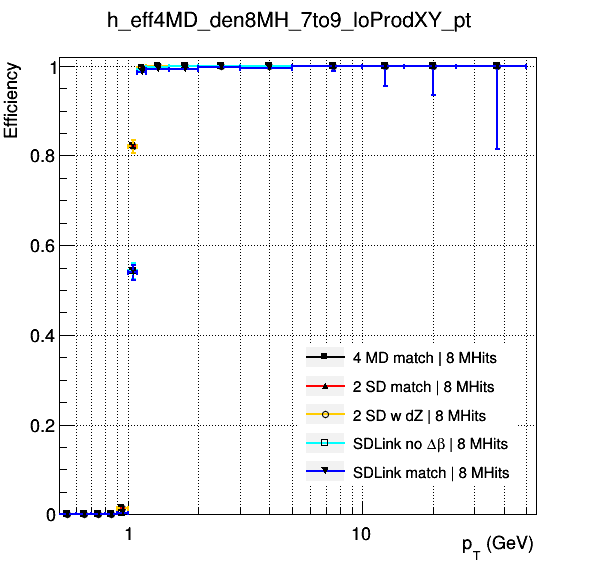 h_eff4MD_den8MH_7to9_loProdXY_pt
Efficiency
1
0.8
0.6
0.4
0.2
0
4 MD match | 8 MHits
2 SD match | 8 MHits
2 SD w dZ | 8 MHits
SDLink no Δβ | 8 MHits
SDLink match | 8 MHits
1
10
p_T (GeV)